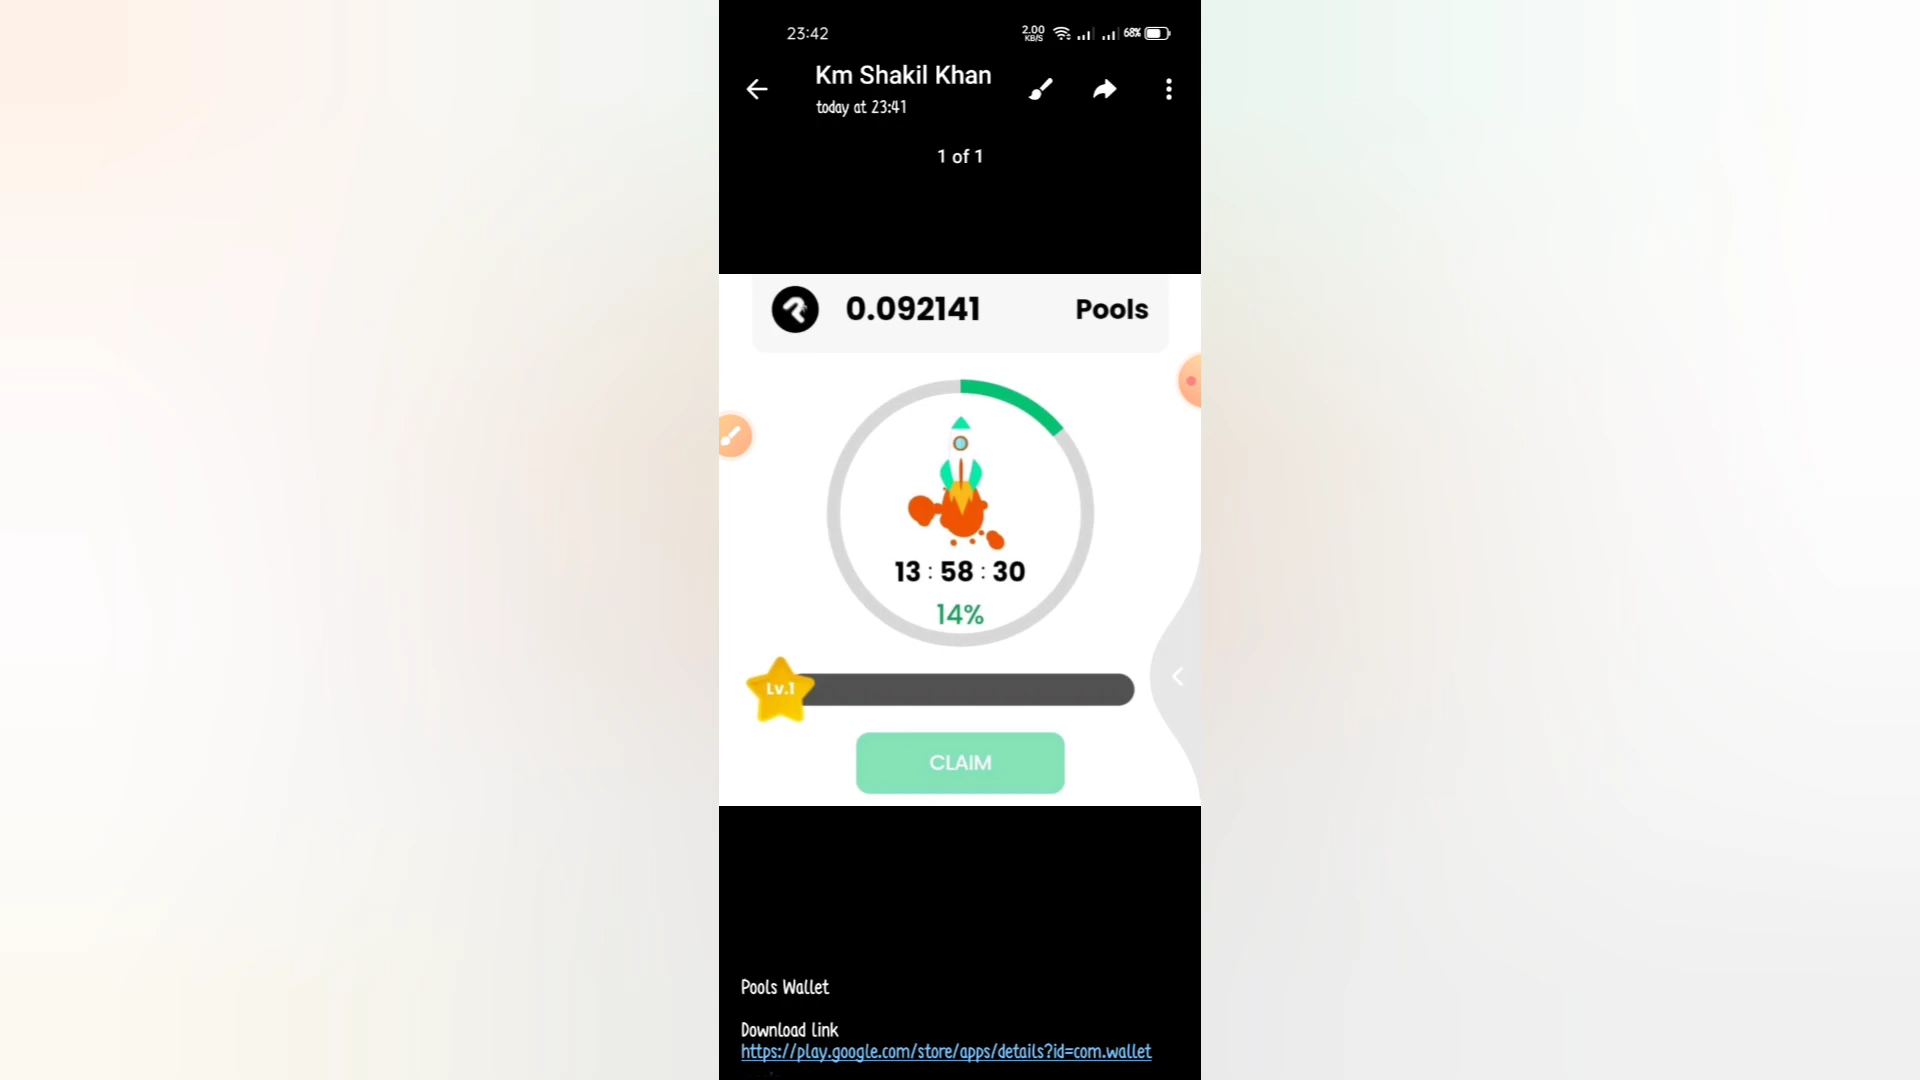 23:42
2.00 KB/S
68%
Km Shakil Khan
today at 23:41
1 of 1
0.092141 Pools
13 : 58 : 30
14%
Lv.1
CLAIM
Pools Wallet
Download link
https://play.google.com/store/apps/details?id=com.wallet